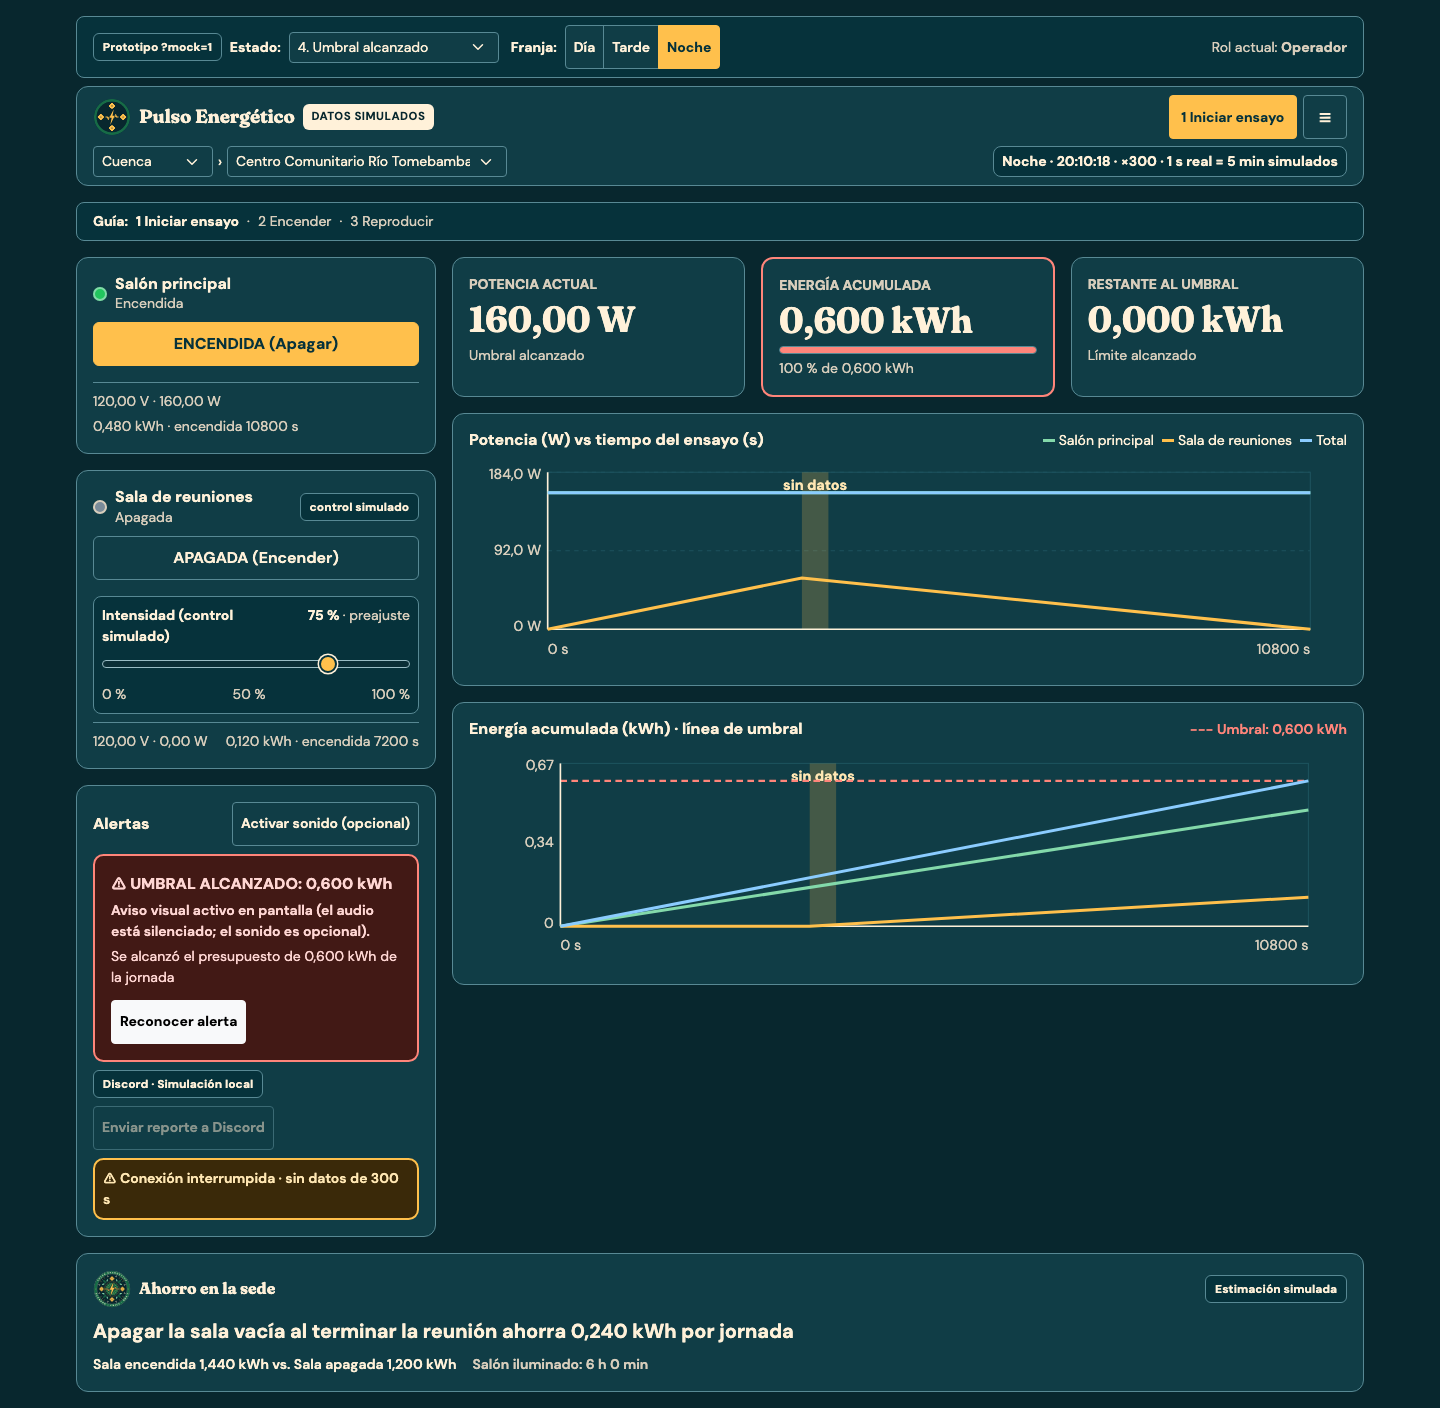 Prototipo ?mock=1 Estado: 4. Umbral alcanzado Franja: Día Tarde Noche Rol actual: Operador
Pulso Energético DATOS SIMULADOS 1 Iniciar ensayo ≡
Cuenca › Centro Comunitario Río Tomebamba Noche · 20:10:18 · ×300 · 1 s real = 5 min simulados
Guía: 1 Iniciar ensayo · 2 Encender · 3 Reproducir
Salón principal
Encendida
ENCENDIDA (Apagar)
120,00 V · 160,00 W
0,480 kWh · encendida 10800 s
Sala de reuniones
Apagada
control simulado
APAGADA (Encender)
Intensidad (control simulado) 75 % · preajuste
0 % 50 % 100 %
120,00 V · 0,00 W 0,120 kWh · encendida 7200 s
Alertas Activar sonido (opcional)
⚠ UMBRAL ALCANZADO: 0,600 kWh
Aviso visual activo en pantalla (el audio
está silenciado; el sonido es opcional).
Se alcanzó el presupuesto de 0,600 kWh de
la jornada
Reconocer alerta
Discord · Simulación local
Enviar reporte a Discord
⚠ Conexión interrumpida · sin datos de 300
s
POTENCIA ACTUAL
160,00 W
Umbral alcanzado
ENERGÍA ACUMULADA
0,600 kWh
100 % de 0,600 kWh
RESTANTE AL UMBRAL
0,000 kWh
Límite alcanzado
Potencia (W) vs tiempo del ensayo (s) Salón principal Sala de reuniones Total
184,0 W
sin datos
92,0 W
0 W
0 s 10800 s
Energía acumulada (kWh) · línea de umbral --- Umbral: 0,600 kWh
0,67
sin datos
0,34
0
0 s 10800 s
Ahorro en la sede Estimación simulada
Apagar la sala vacía al terminar la reunión ahorra 0,240 kWh por jornada
Sala encendida 1,440 kWh vs. Sala apagada 1,200 kWh Salón iluminado: 6 h 0 min